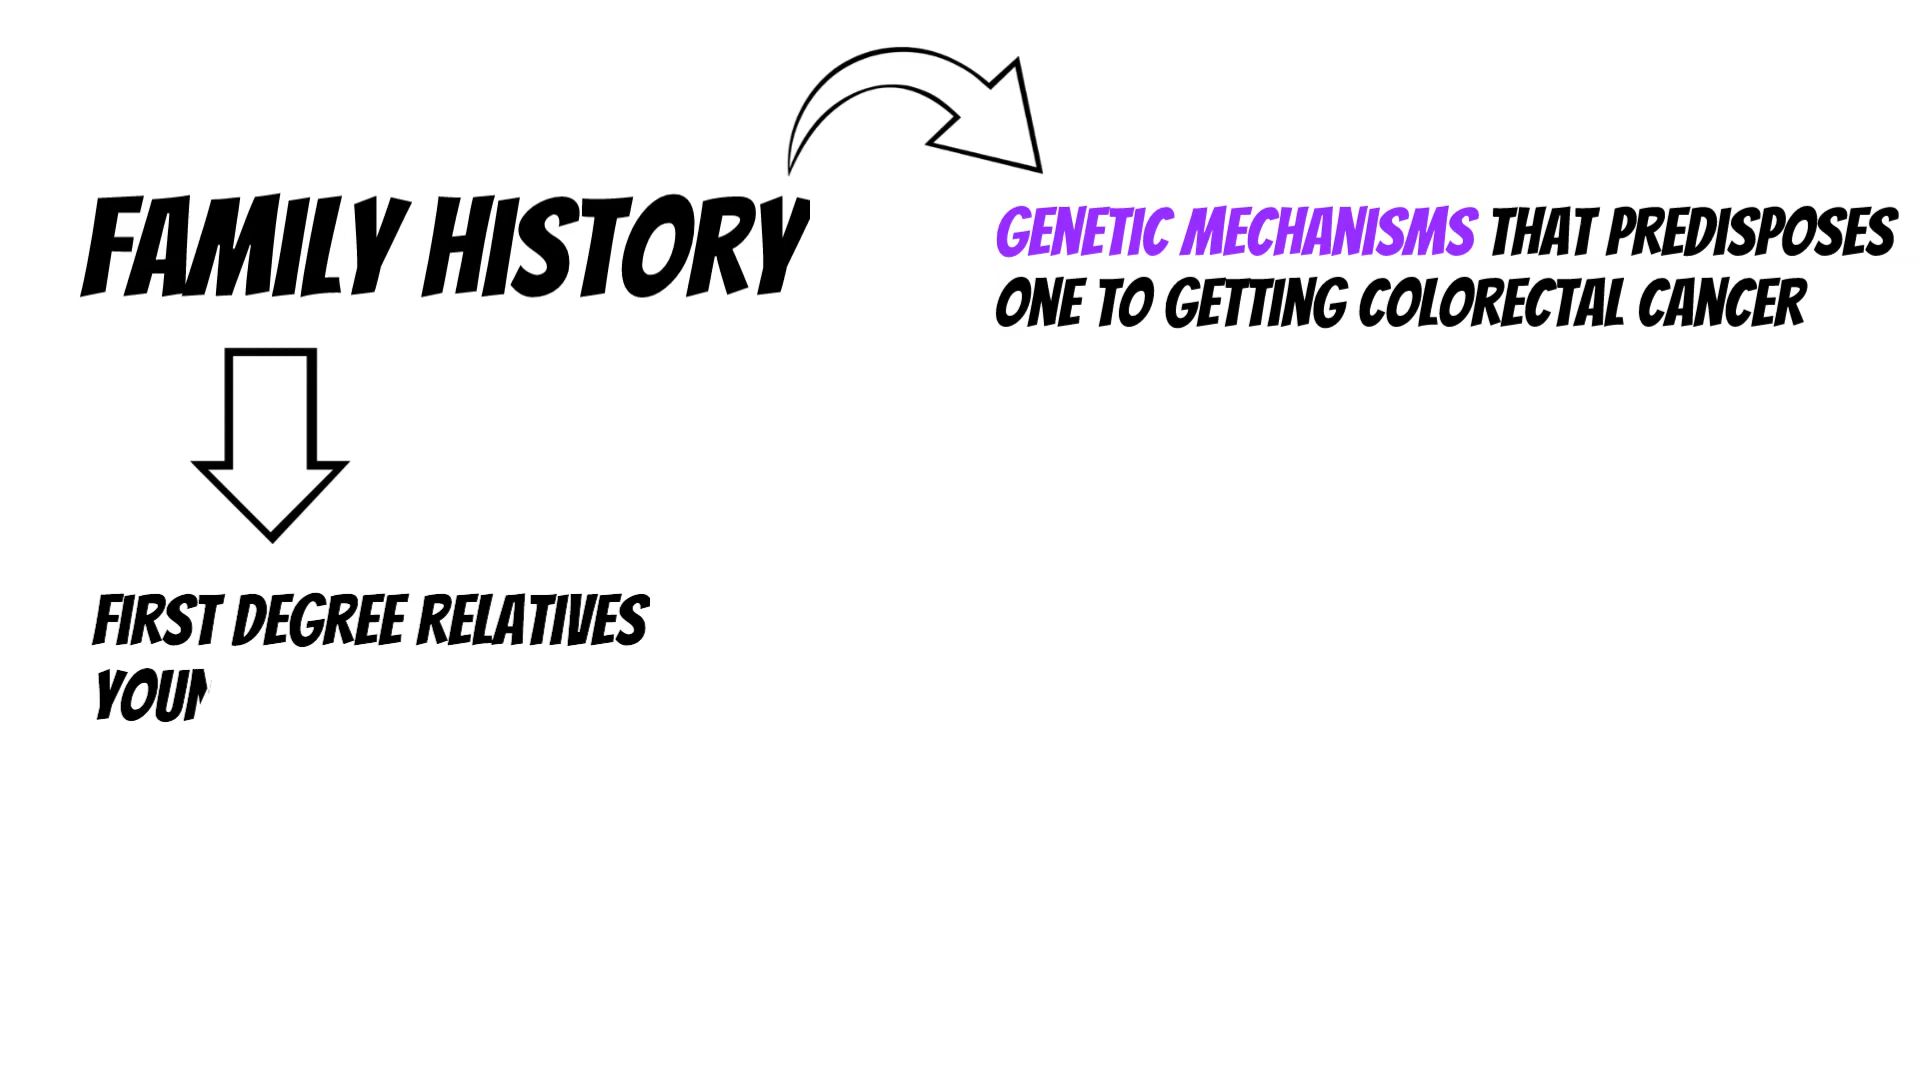 FAMILY HISTORY
GENETIC MECHANISMS THAT PREDISPOSES
ONE TO GETTING COLORECTAL CANCER
FIRST DEGREE RELATIVES